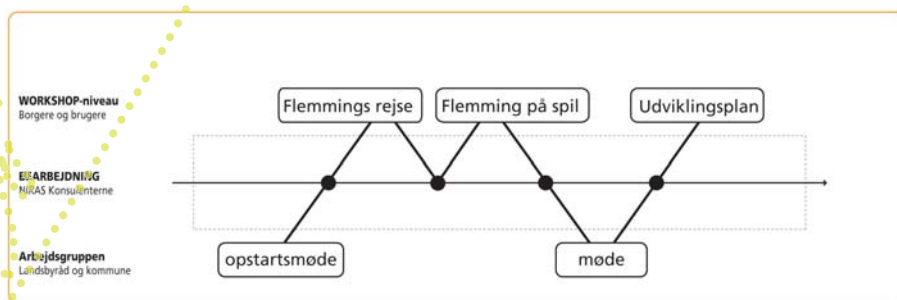 WORKSHOP-niveau
Borgere og brugere
Flemmings rejse
Flemming på spil
Udviklingsplan
BEARBEJDNING
NIRAS Konsulenterne
Arbejdsgruppen
Landsbyråd og kommune
opstartsmøde
møde